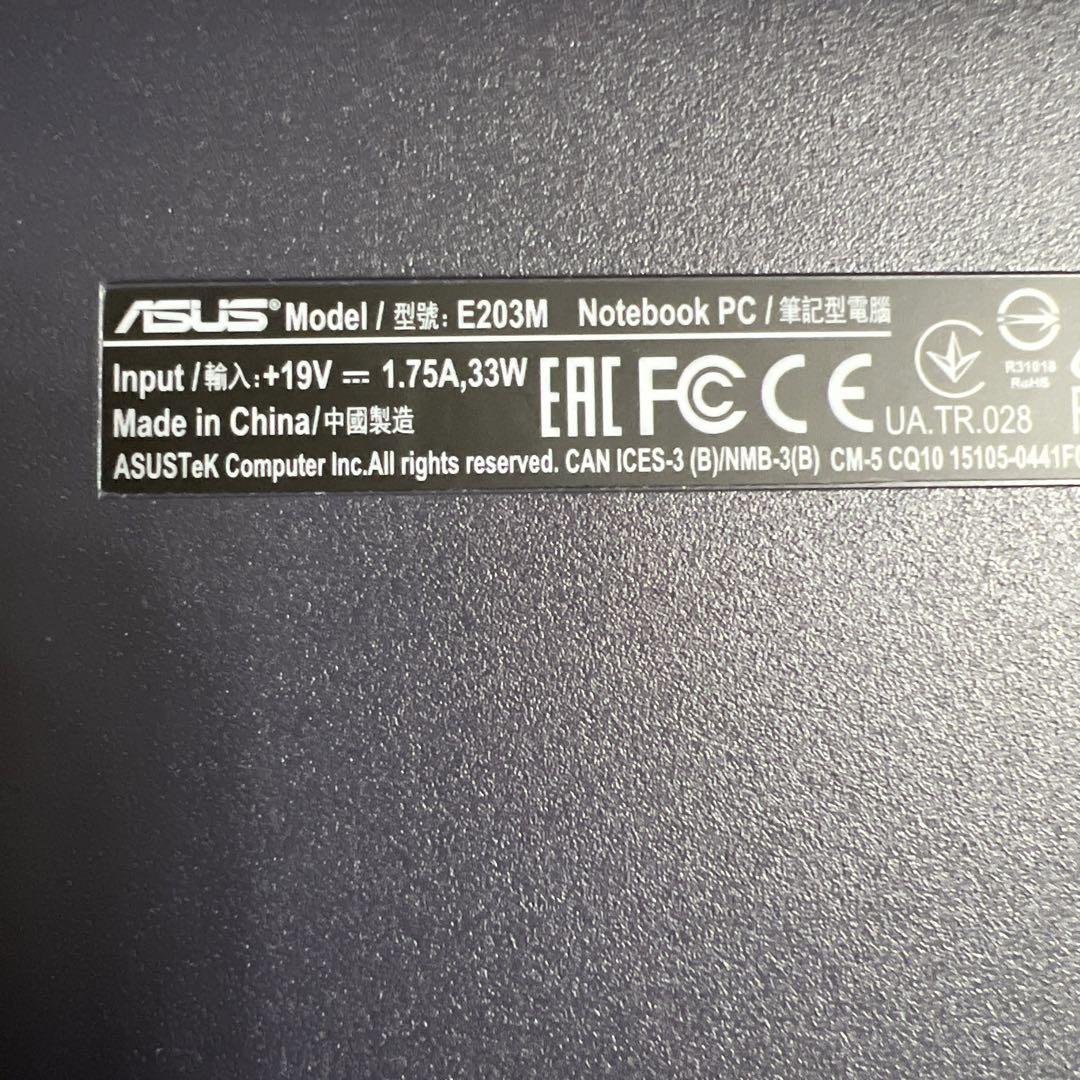 ASUS® Model / 型號: E203M Notebook PC / 筆記型電腦
Input /輸入:+19V ⎓ 1.75A,33W
Made in China/中國製造
EAC FC CE
UA.TR.028
R31018
RoHS
ASUSTeK Computer Inc.All rights reserved. CAN ICES-3 (B)/NMB-3(B) CM-5 CQ10 15105-0441F